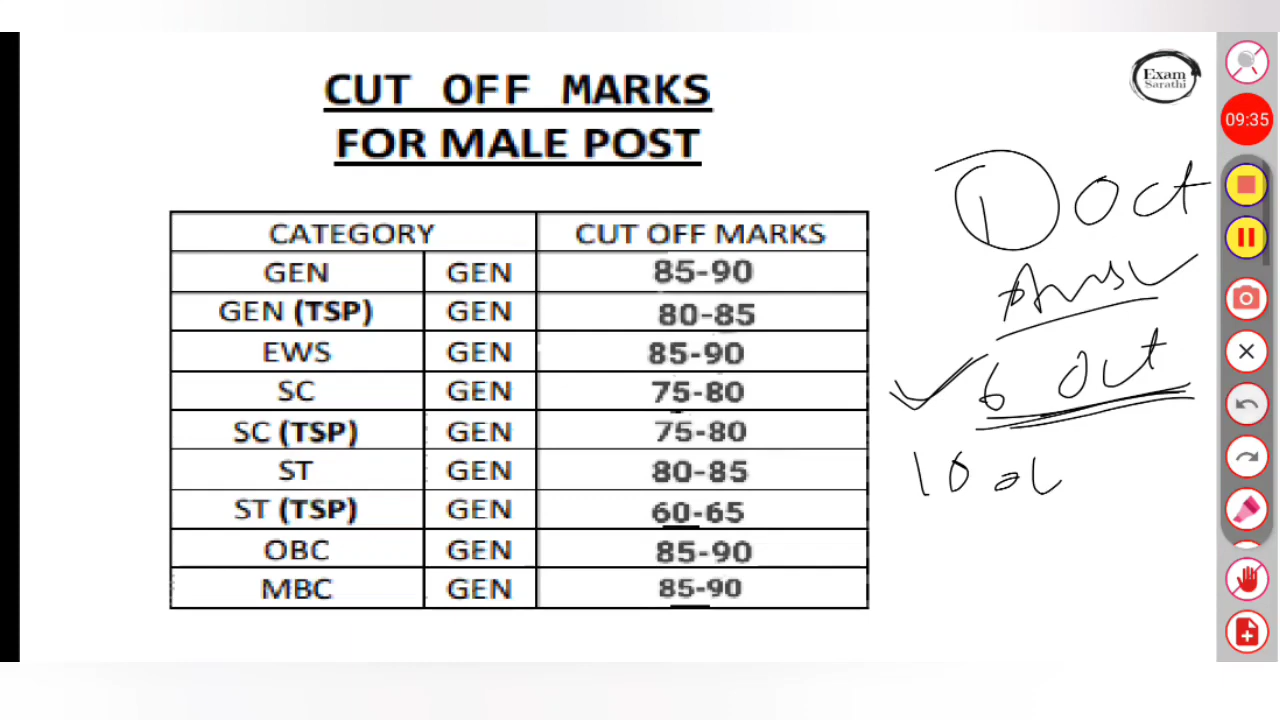 CUT OFF MARKS
FOR MALE POST
Exam
Sarathi
09:35
CATEGORY CUT OFF MARKS
GEN GEN 85-90
GEN (TSP) GEN 80-85
EWS GEN 85-90
SC GEN 75-80
SC (TSP) GEN 75-80
ST GEN 80-85
ST (TSP) GEN 60-65
OBC GEN 85-90
MBC GEN 85-90
Oct
6 Oct
10